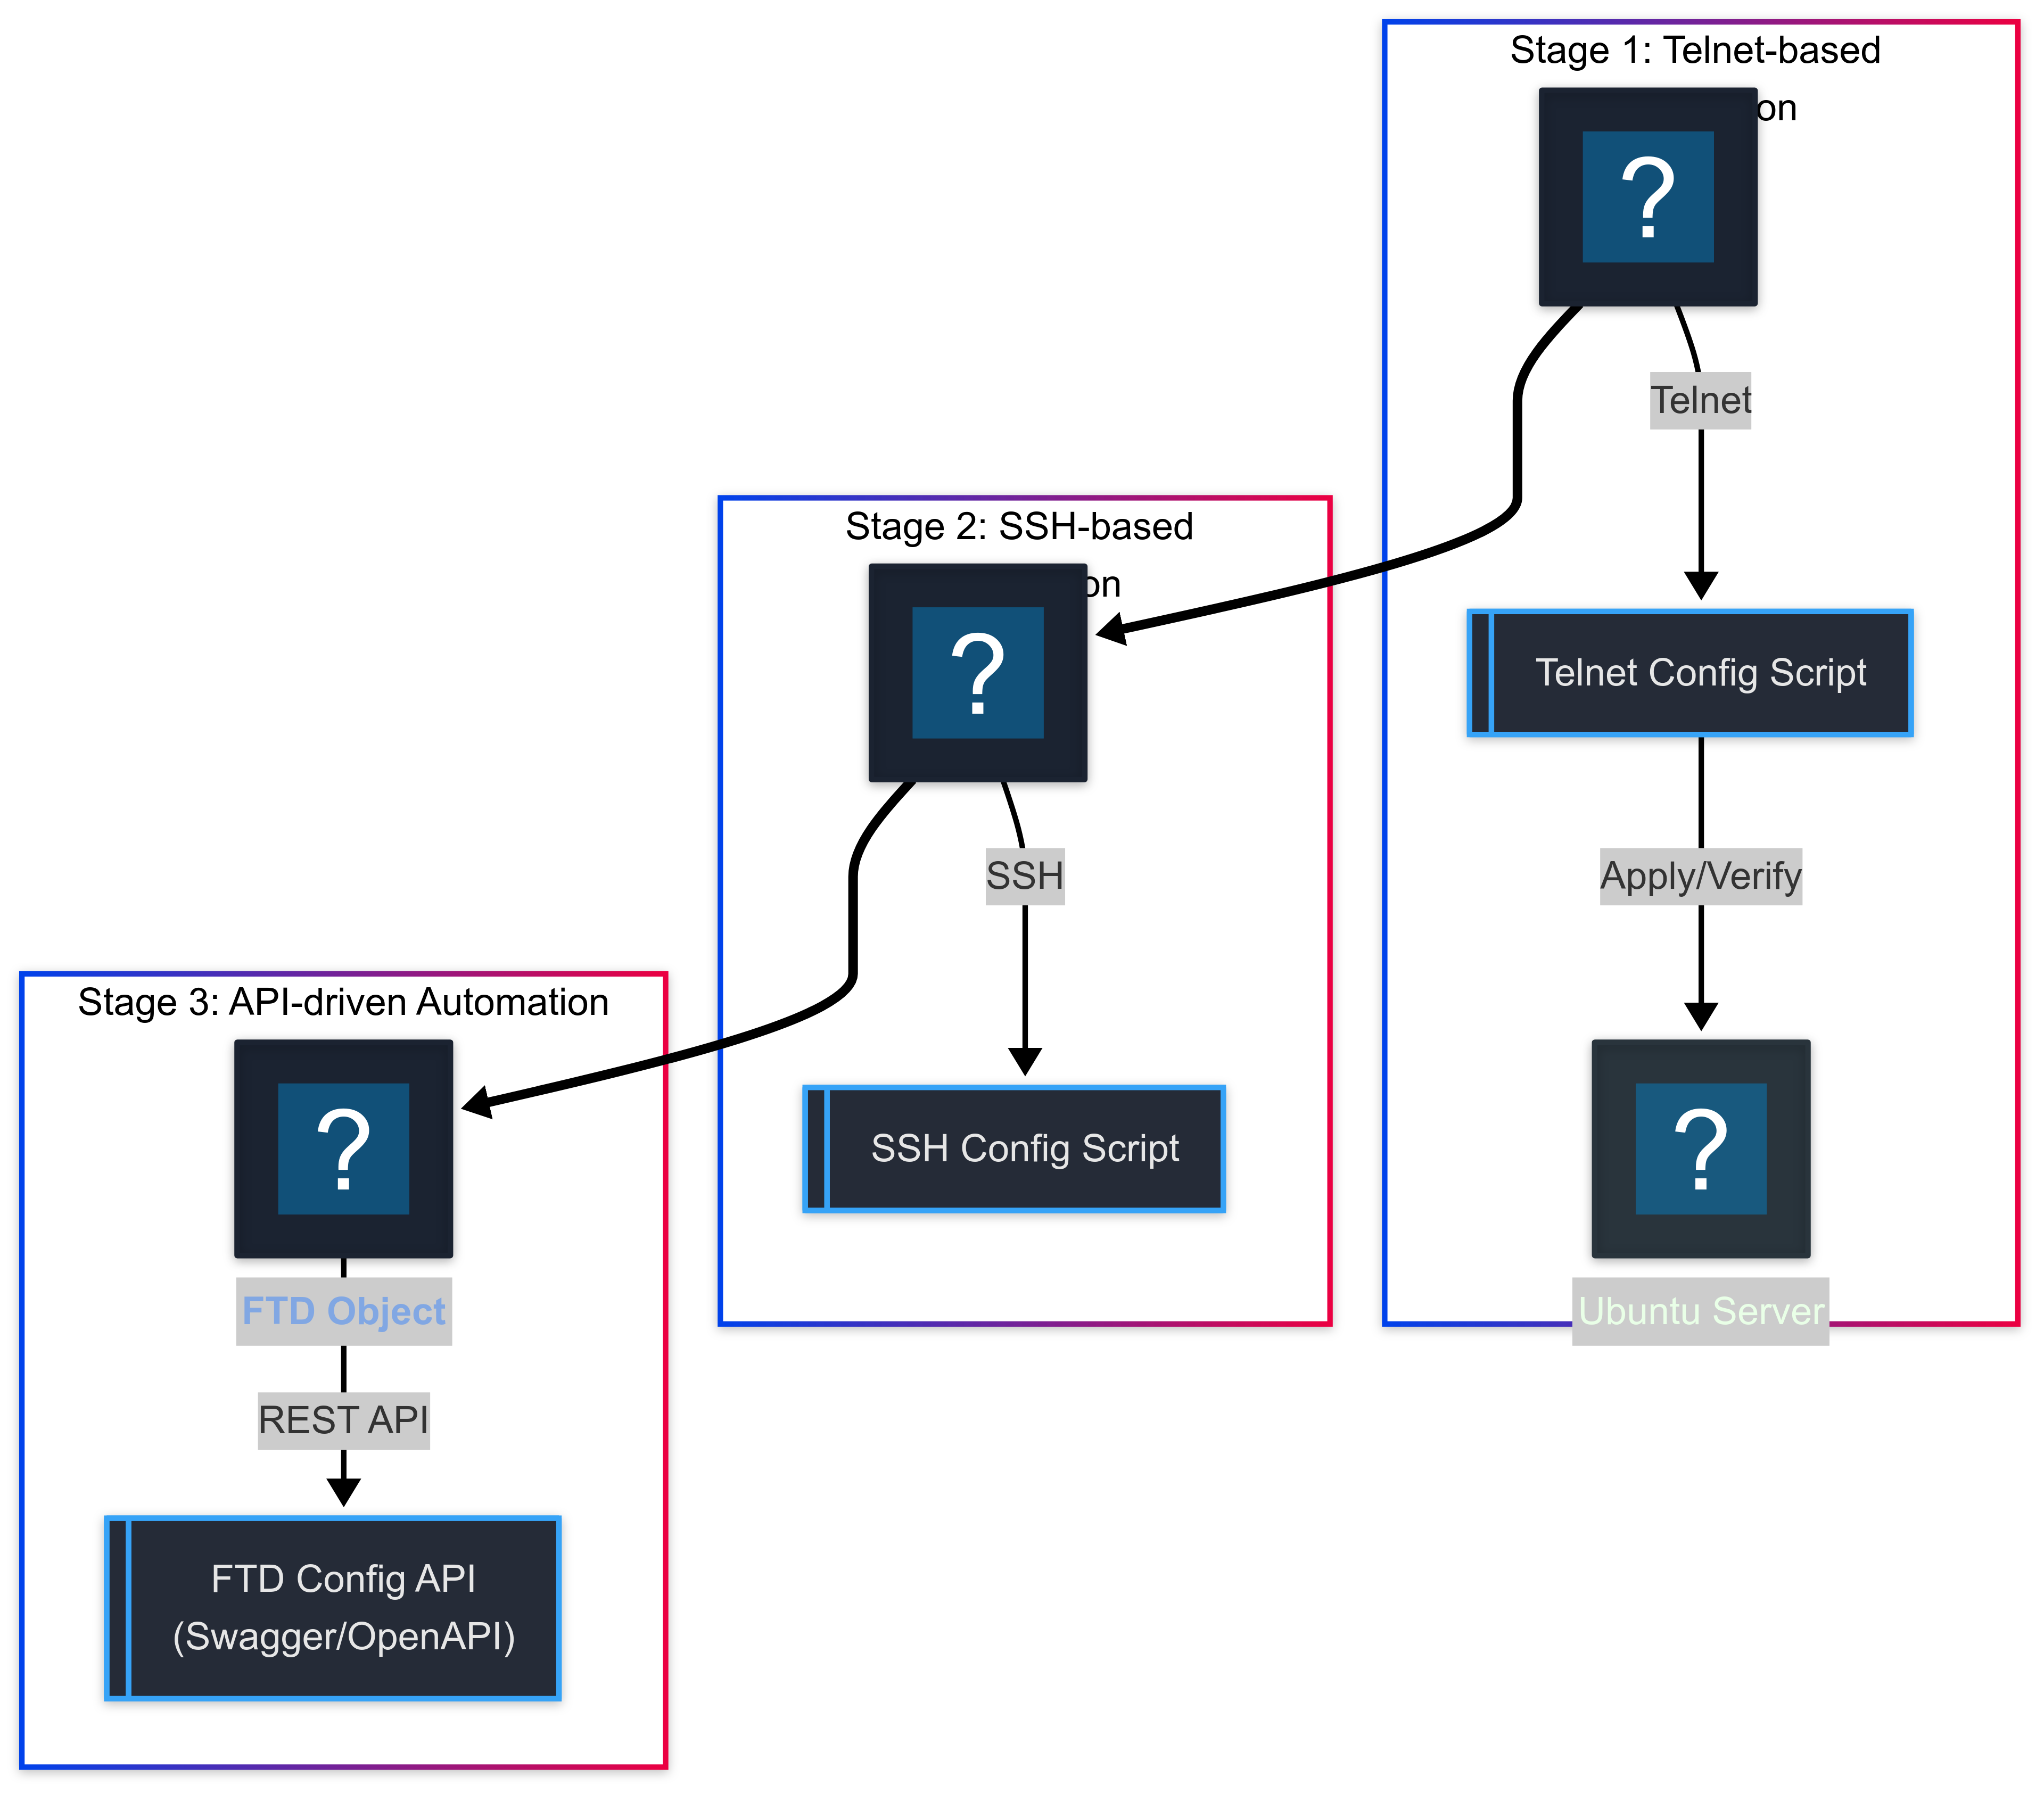 Stage 1: Telnet-based
on
?
Telnet
Telnet Config Script
Apply/Verify
?
Ubuntu Server
Stage 2: SSH-based
on
?
SSH
SSH Config Script
Stage 3: API-driven Automation
?
FTD Object
REST API
FTD Config API
(Swagger/OpenAPI)